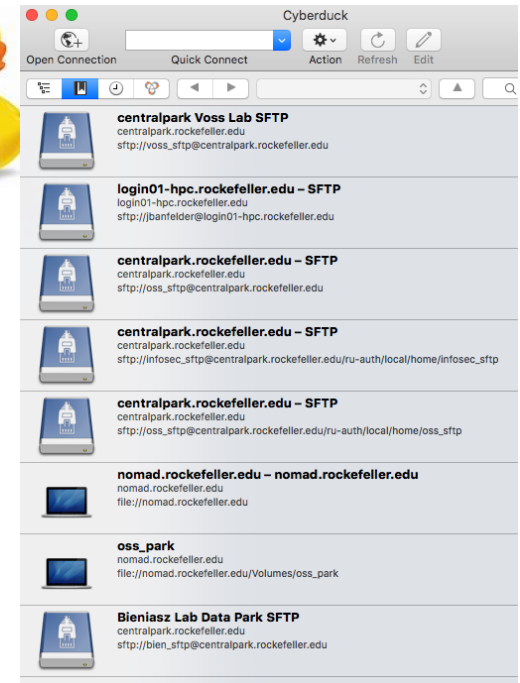 Cyberduck
Open Connection Quick Connect Action Refresh Edit
centralpark Voss Lab SFTP
centralpark.rockefeller.edu
sftp://voss_sftp@centralpark.rockefeller.edu
login01-hpc.rockefeller.edu – SFTP
login01-hpc.rockefeller.edu
sftp://jbanfelder@login01-hpc.rockefeller.edu
centralpark.rockefeller.edu – SFTP
centralpark.rockefeller.edu
sftp://oss_sftp@centralpark.rockefeller.edu
centralpark.rockefeller.edu – SFTP
centralpark.rockefeller.edu
sftp://infosec_sftp@centralpark.rockefeller.edu/ru-auth/local/home/infosec_sftp
centralpark.rockefeller.edu – SFTP
centralpark.rockefeller.edu
sftp://oss_sftp@centralpark.rockefeller.edu/ru-auth/local/home/oss_sftp
nomad.rockefeller.edu – nomad.rockefeller.edu
nomad.rockefeller.edu
file://nomad.rockefeller.edu
oss_park
nomad.rockefeller.edu
file://nomad.rockefeller.edu/Volumes/oss_park
Bieniasz Lab Data Park SFTP
centralpark.rockefeller.edu
sftp://bien_sftp@centralpark.rockefeller.edu